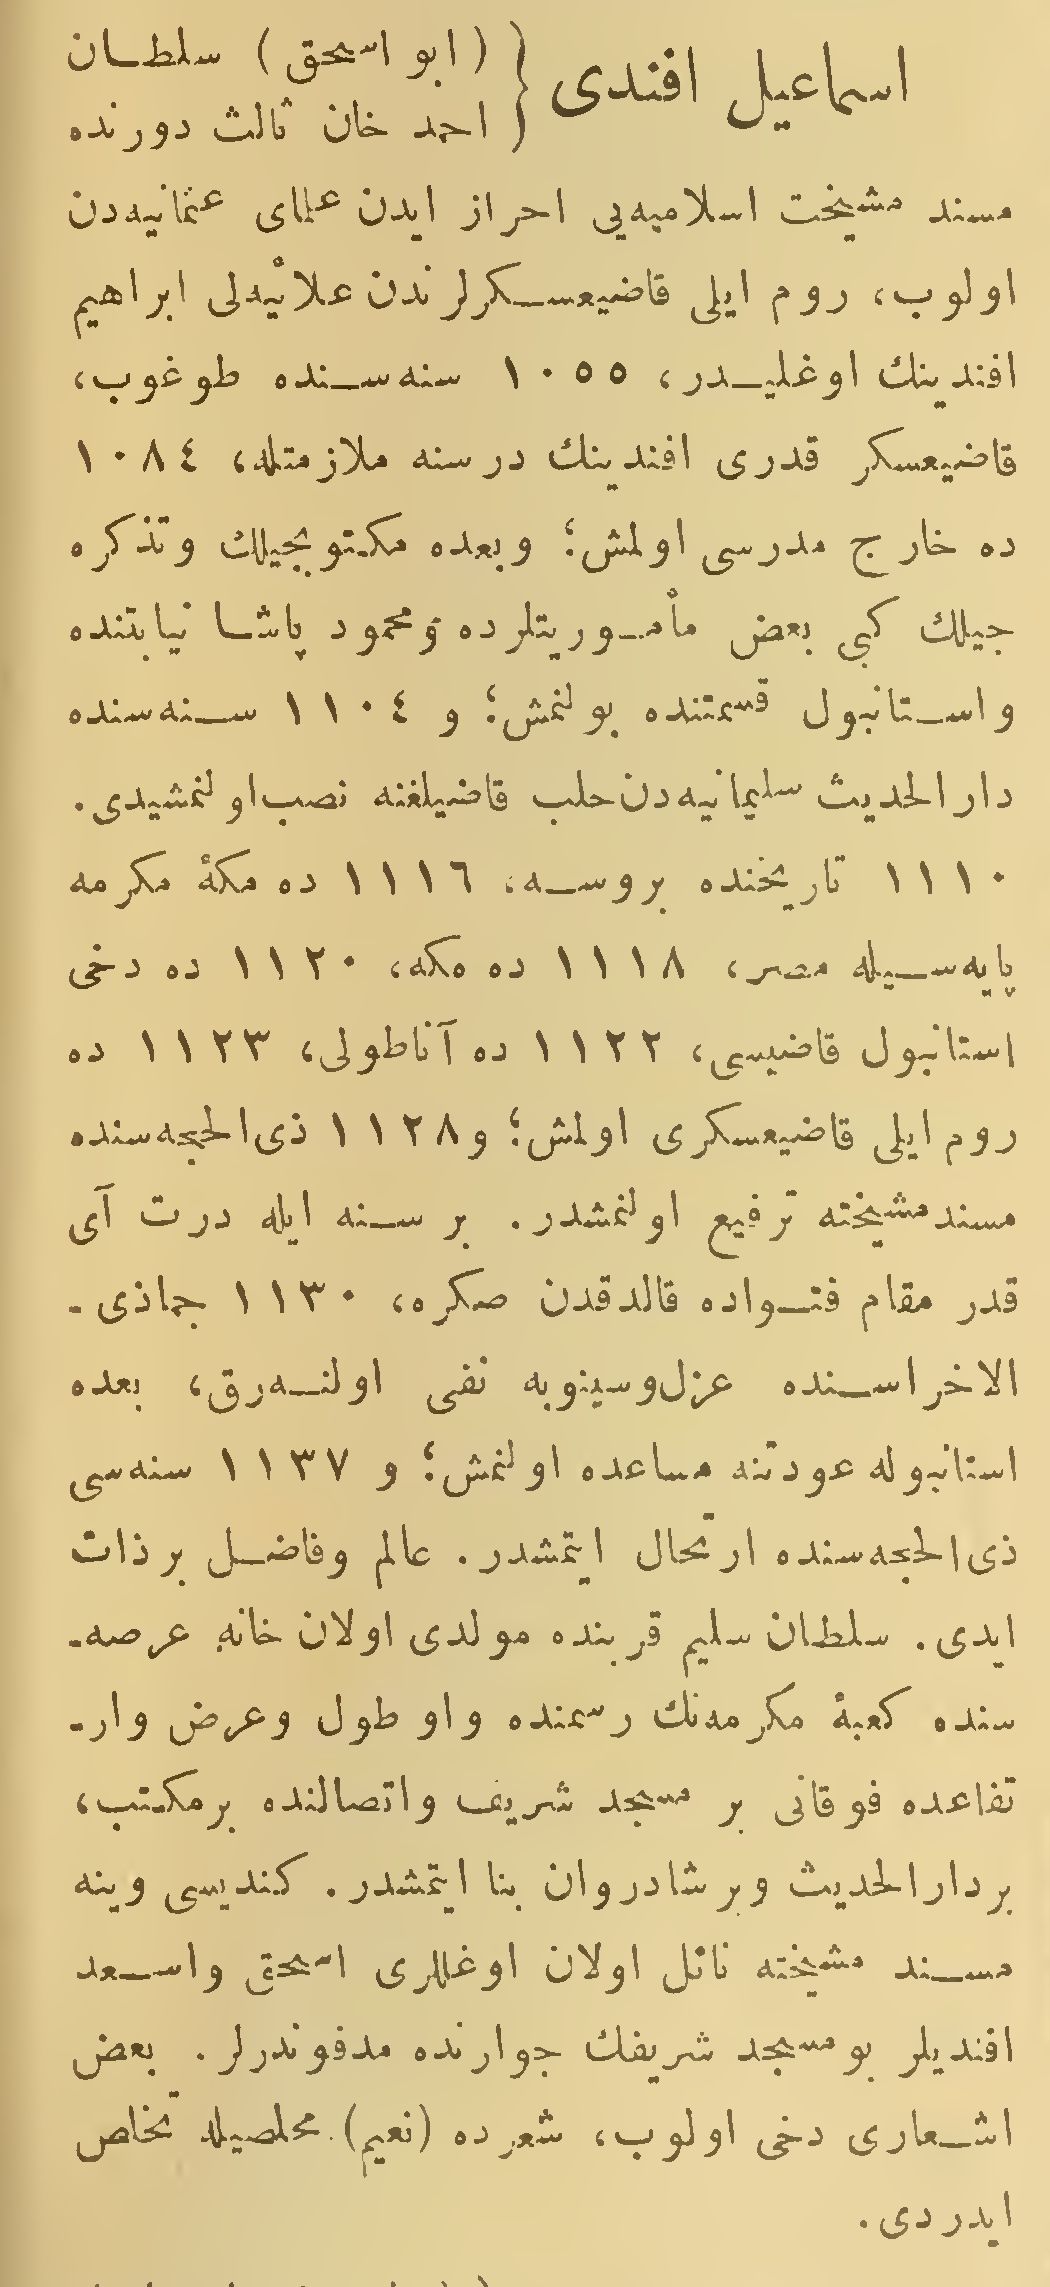 اسماعيل افندى { (ابو اسحق) سلطـان
احمد خان ثالث دورنده
مسند مشيخت اسلاميه‌يى احراز ايدن علماى عثمانيه‌دن
اولوب، روم ايلى قاضيعسكرلرندن علائيه‌لى ابراهيم
افندينك اوغليدر، ١٠٥٥ سنه‌سنده طوغوب،
قاضيعسكر قدرى افندينك درسنه ملازمتله، ١٠٨٤
ده خارج مدرسى اولمش؛ وبعده مكتوبجيلك وتذكره
جيلك كبى بعض مأموريتلرده ومحمود پاشا نيابتنده
واستانبول قسمتنده بولنمش؛ و ١١٠٤ سنه‌سنده
دارالحديث سليمانيه‌دن حلب قاضيلغنه نصب اولنمشيدى.
١١١٠ تاريخنده بروسه، ١١١٦ ده مكۀ مكرمه
پايه‌سيله مصر، ١١١٨ ده مكه، ١١٢٠ ده دخى
استانبول قاضيسى، ١١٢٢ ده آناطولى، ١١٢٣ ده
روم ايلى قاضيعسكرى اولمش؛ و١١٢٨ ذى‌الحجه‌سنده
مسند مشيخته ترفيع اولنمشدر. بر سنه ايله درت آى
قدر مقام فتواده قالدقدن صكره، ١١٣٠ جماذى-
الاخراسنده عزل وسينوبه نفى اولنه‌رق، بعده
استانبوله عودتنه مساعده اولنمش؛ و ١١٣٧ سنه‌سى
ذى‌الحجه‌سنده ارتحال ايتمشدر. عالم وفاضل برذات
ايدى. سلطان سليم قربنده مولدى اولان خانه عرصه-
سنده كعبۀ مكرمه‌نك رسمنده واو طول وعرض وار-
تفاعده فوقانى بر مسجد شريف واتصالنده برمكتب،
بردارالحديث وبرشادروان بنا ايتمشدر. كنديسى وينه
مسند مشيخته نائل اولان اوغللرى اسحق واسعد
افنديلر بومسجد شريفك جوارنده مدفوندرلر. بعض
اشعارى دخى اولوب، شعرده (نعيم) مخلصيله تخلص
ايدردى.